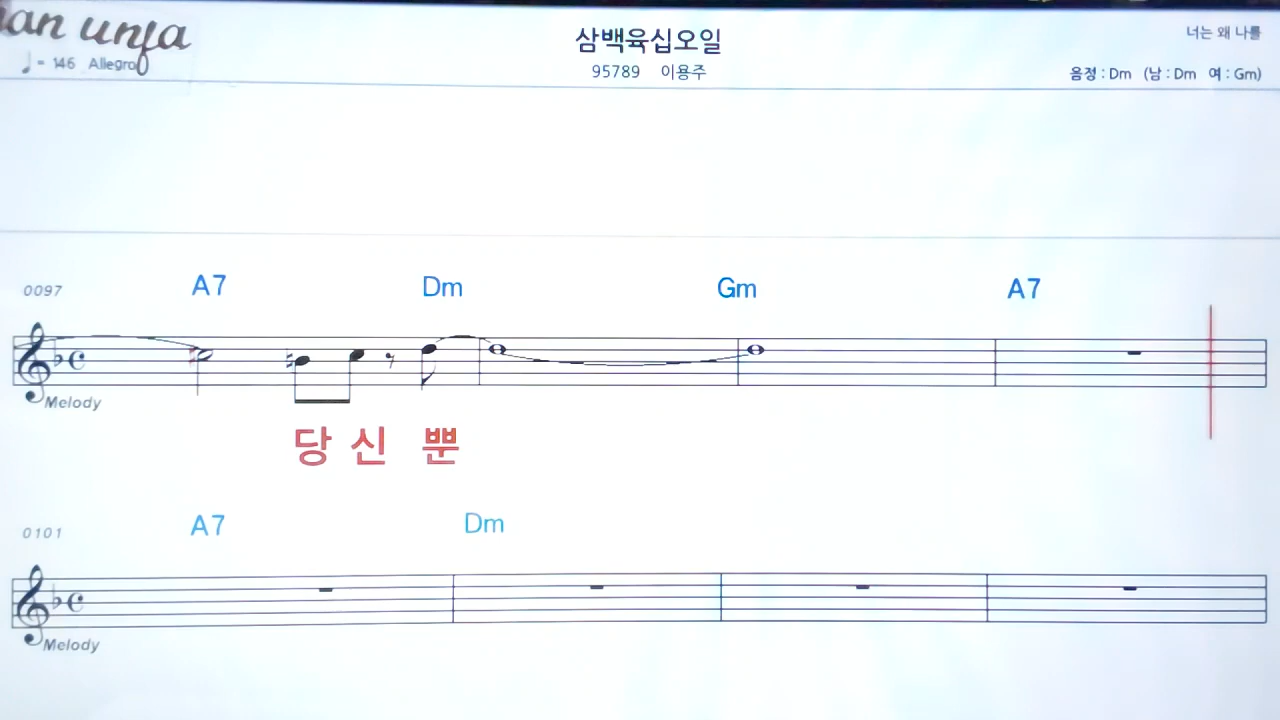 an unja
삼백육십오일
너는 왜 나를
♩= 146 Allegro
95789 이용주
음정 : Dm (남 : Dm 여 : Gm)
0097 A7 Dm Gm A7
Melody
당 신 뿐
0101 A7 Dm
Melody